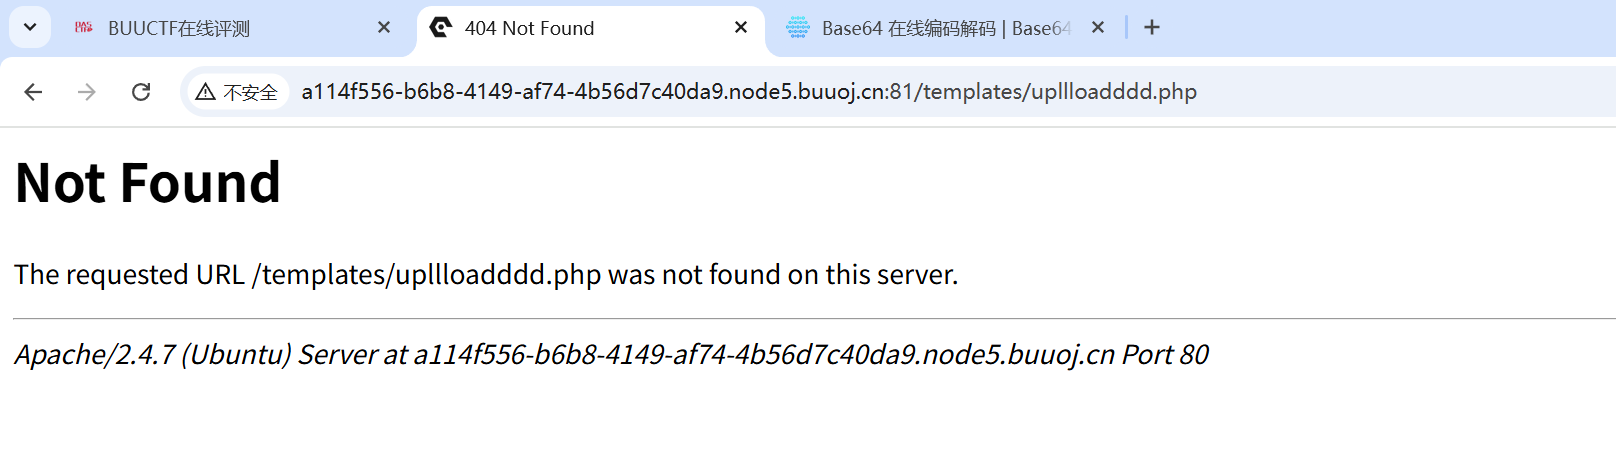 BUUCTF在线评测
404 Not Found
Base64 在线编码解码 | Base64
不安全
a114f556-b6b8-4149-af74-4b56d7c40da9.node5.buuoj.cn:81/templates/upllloadddd.php
Not Found
The requested URL /templates/upllloadddd.php was not found on this server.
Apache/2.4.7 (Ubuntu) Server at a114f556-b6b8-4149-af74-4b56d7c40da9.node5.buuoj.cn Port 80